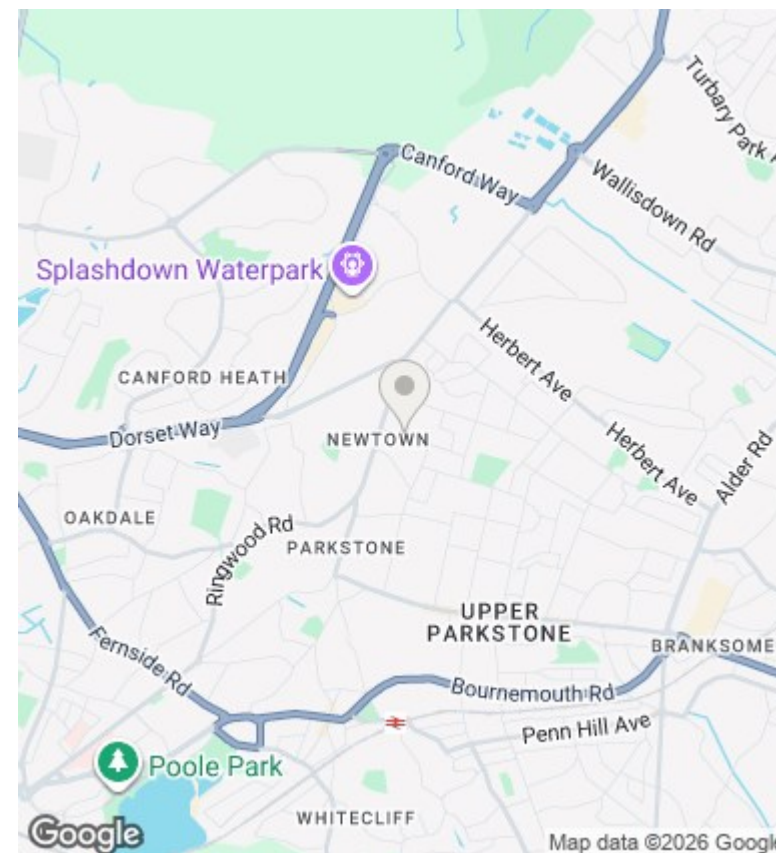 Turbary Park A
Canford Way
Wallisdown Rd
Splashdown Waterpark
Herbert Ave
CANFORD HEATH
Dorset Way
NEWTOWN
Herbert Ave
Alder Rd
OAKDALE
Ringwood Rd
PARKSTONE
UPPER
PARKSTONE
BRANKSOME
Fernside Rd
Bournemouth Rd
Penn Hill Ave
Poole Park
WHITECLIFF
Google
Map data ©2026 Google